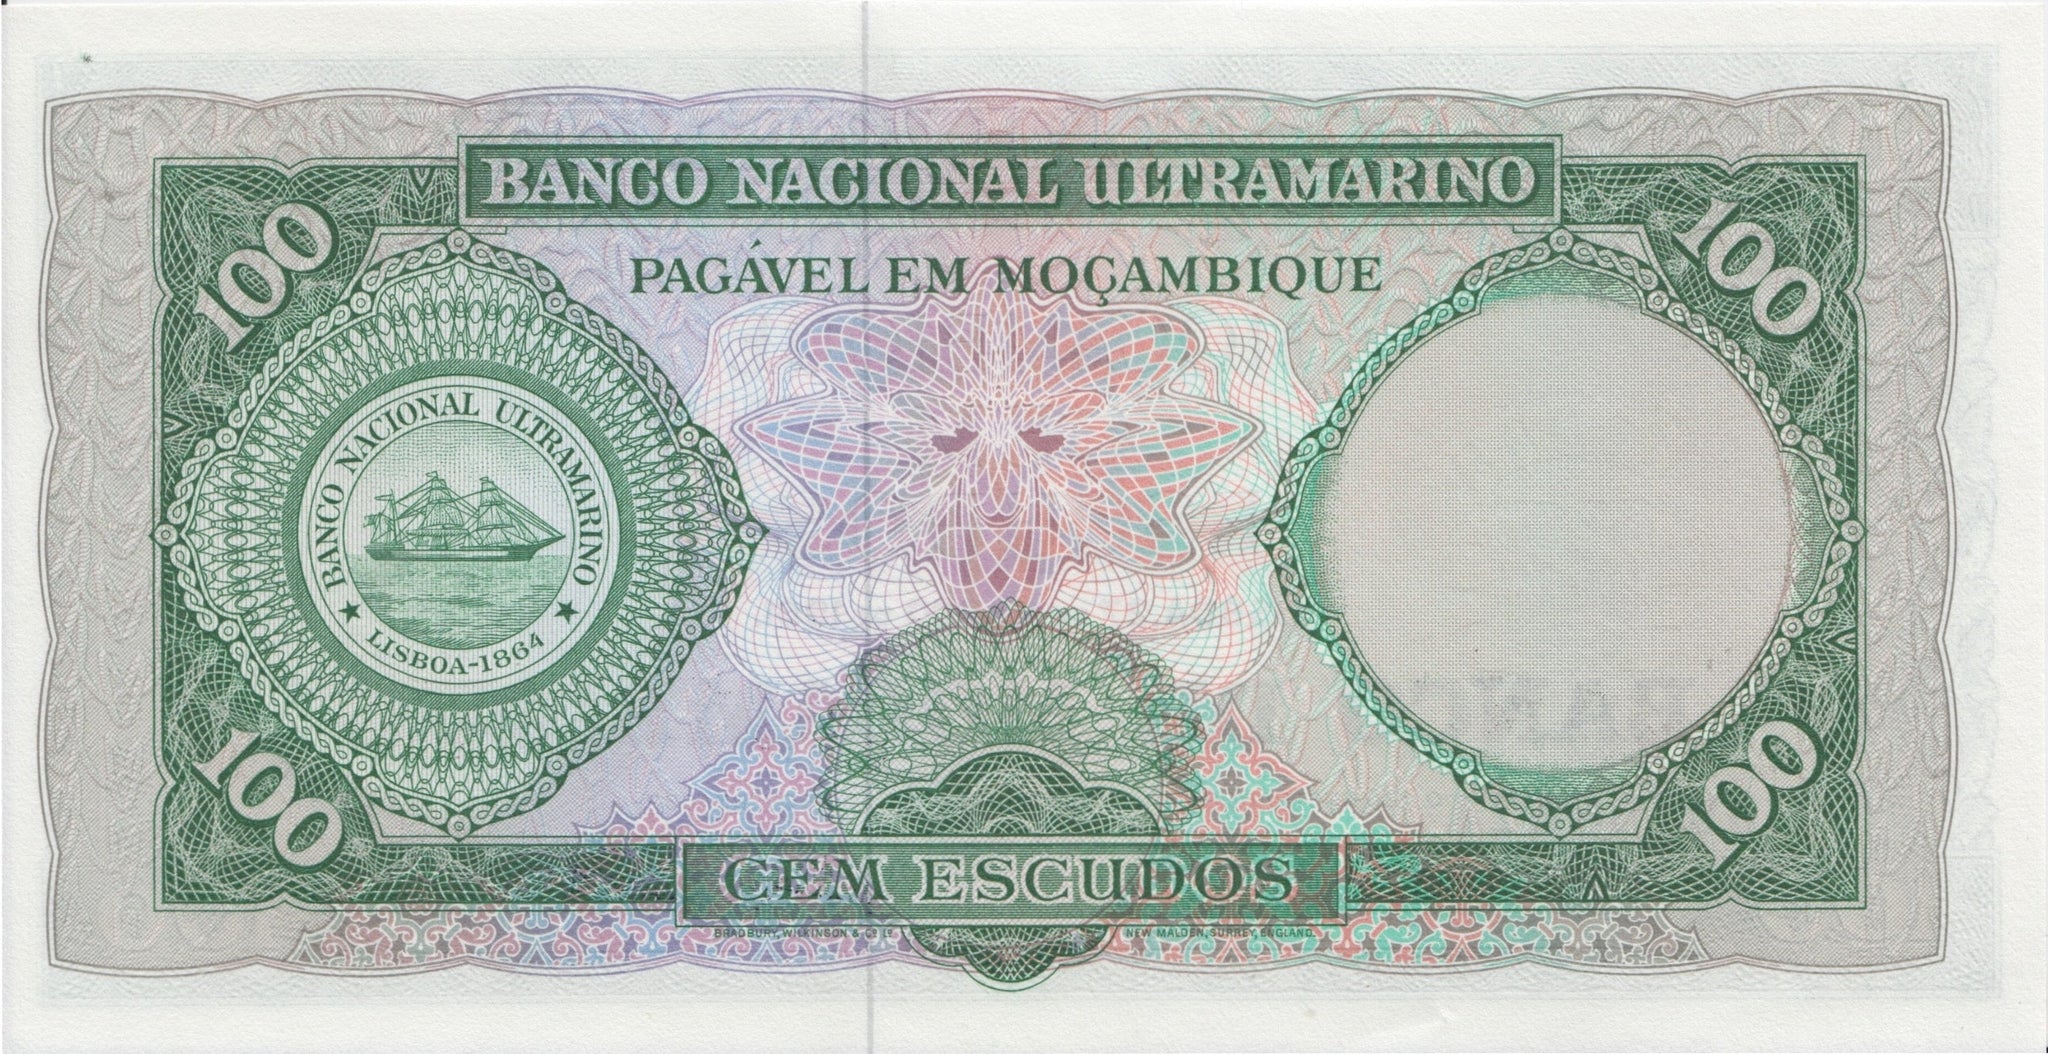 BANCO NACIONAL ULTRAMARINO
100
100
PAGÁVEL EM MOÇAMBIQUE
BANCO NACIONAL ULTRAMARINO
★ LISBOA-1864 ★
100
100
CEM ESCUDOS
BRADBURY, WILKINSON & Cº Lº
NEW MALDEN, SURREY, ENGLAND.